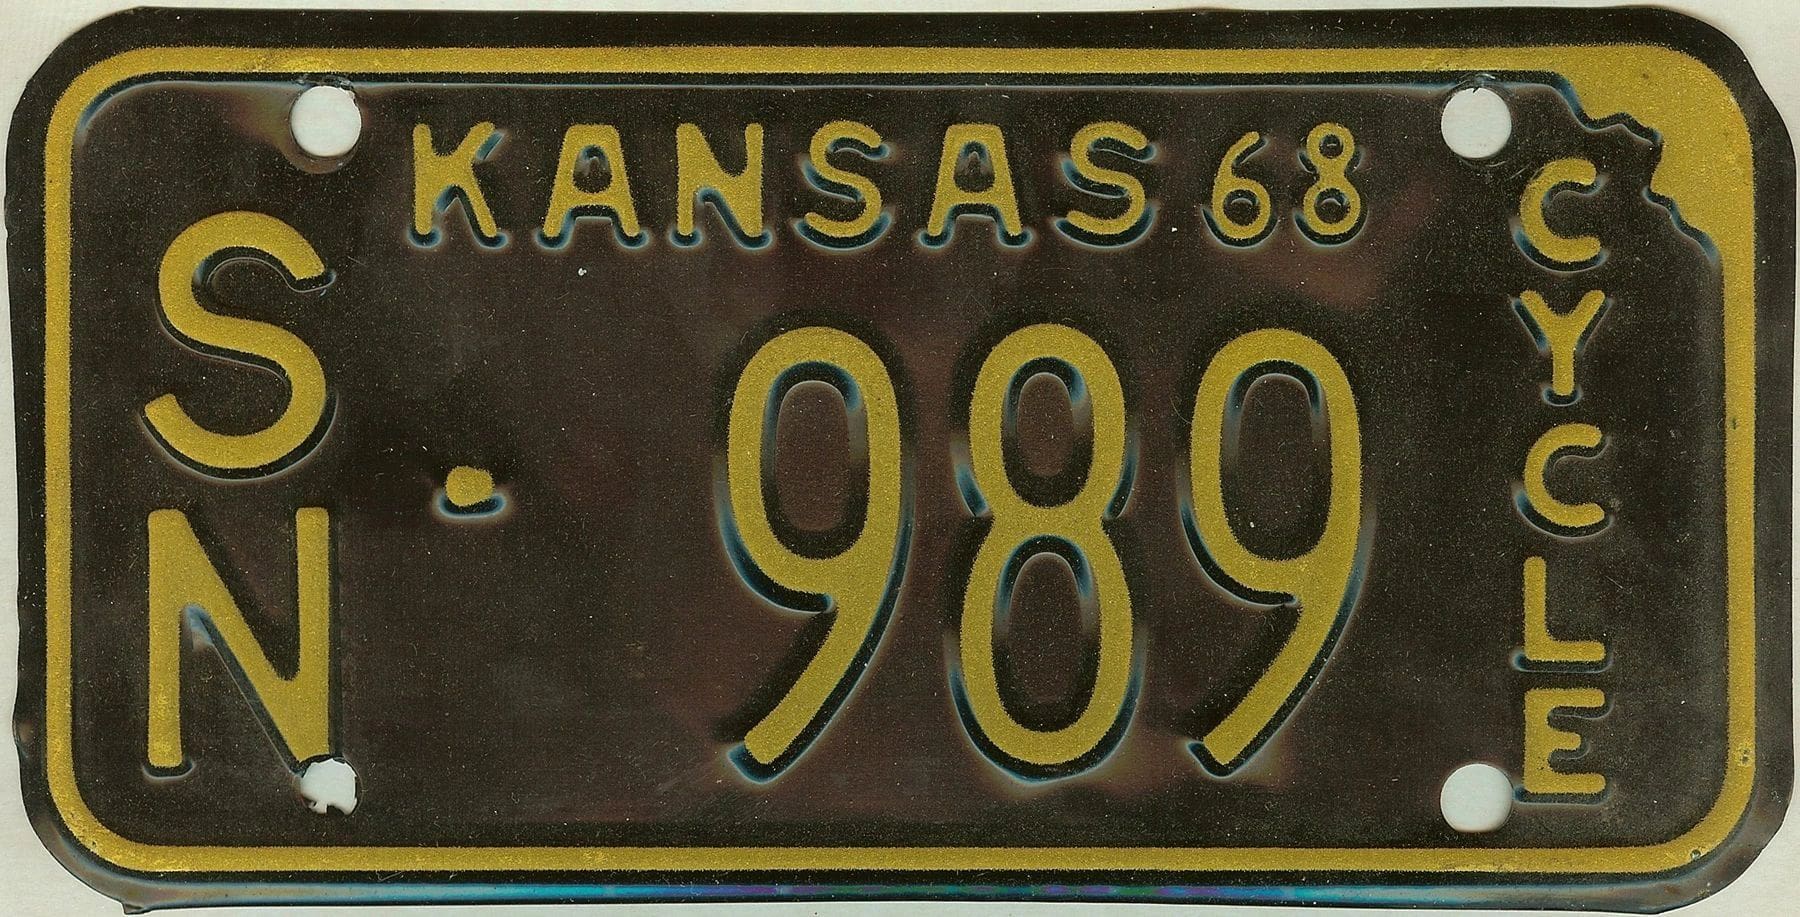 KANSAS 68
SN · 989
CYCLE